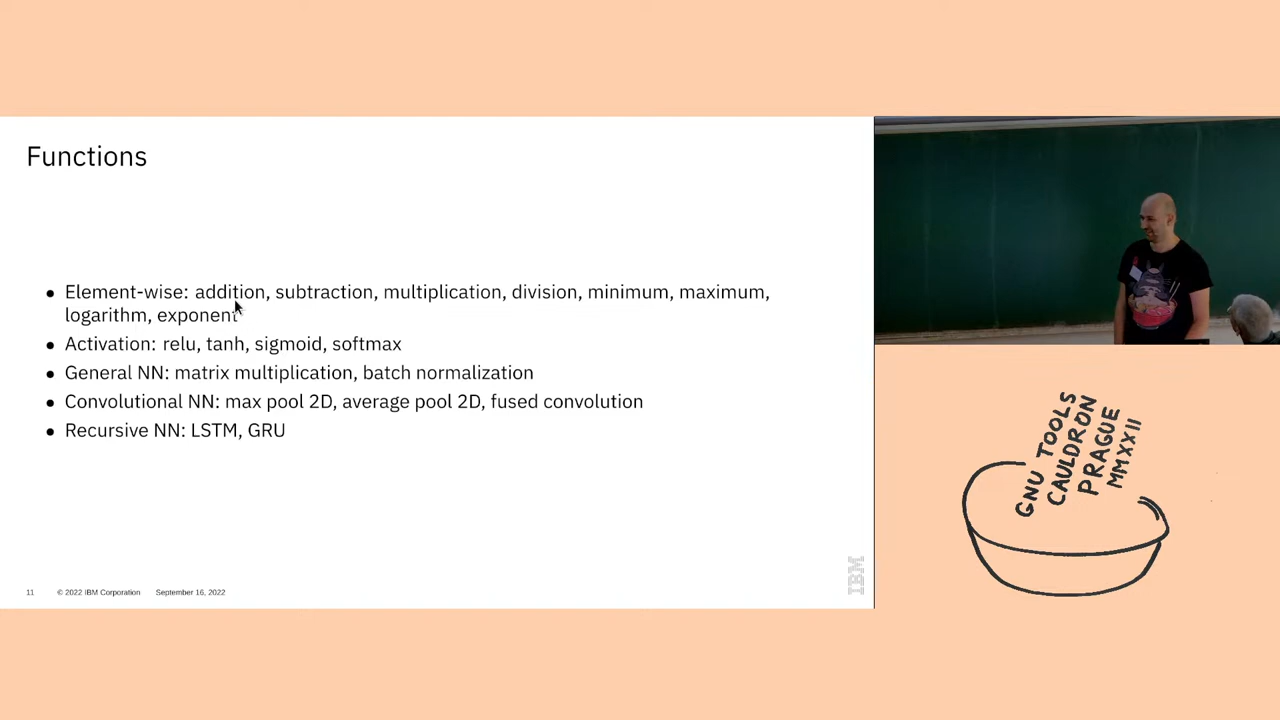 Functions
● Element-wise: addition, subtraction, multiplication, division, minimum, maximum,
logarithm, exponent
● Activation: relu, tanh, sigmoid, softmax
● General NN: matrix multiplication, batch normalization
● Convolutional NN: max pool 2D, average pool 2D, fused convolution
● Recursive NN: LSTM, GRU
11 © 2022 IBM Corporation September 16, 2022
IBM
GNU TOOLS
CAULDRON
PRAGUE
MMXXII